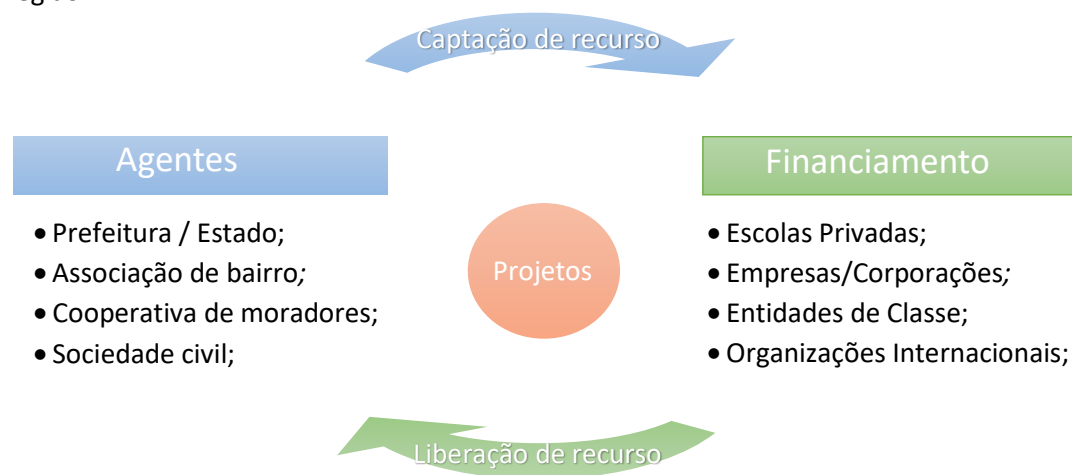 Captação de recurso
Agentes
• Prefeitura / Estado;
• Associação de bairro;
• Cooperativa de moradores;
• Sociedade civil;
Projetos
Financiamento
• Escolas Privadas;
• Empresas/Corporações;
• Entidades de Classe;
• Organizações Internacionais;
Liberação de recurso